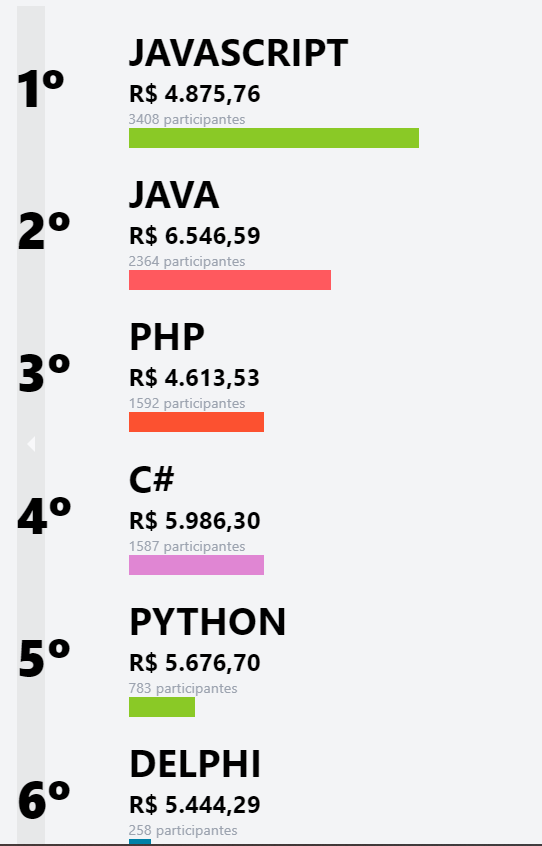 1º
JAVASCRIPT
R$ 4.875,76
3408 participantes
2º
JAVA
R$ 6.546,59
2364 participantes
3º
PHP
R$ 4.613,53
1592 participantes
4º
C#
R$ 5.986,30
1587 participantes
5º
PYTHON
R$ 5.676,70
783 participantes
6º
DELPHI
R$ 5.444,29
258 participantes